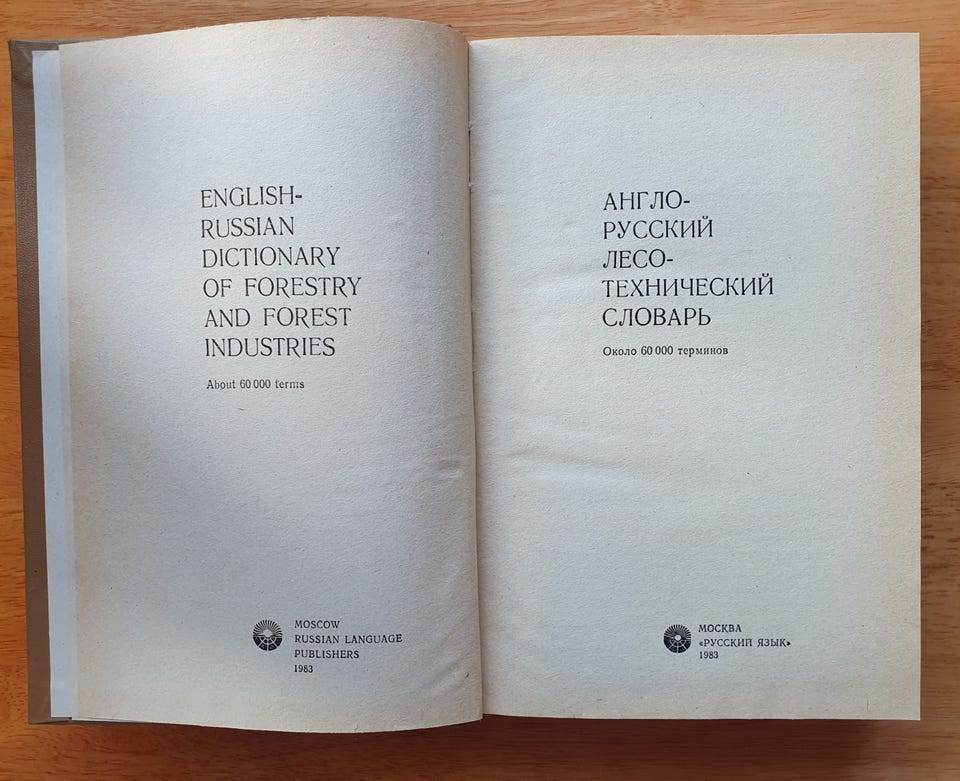 ENGLISH-
RUSSIAN
DICTIONARY
OF FORESTRY
AND FOREST
INDUSTRIES
About 60 000 terms
MOSCOW
RUSSIAN LANGUAGE
PUBLISHERS
1983
АНГЛО-
РУССКИЙ
ЛЕСО-
ТЕХНИЧЕСКИЙ
СЛОВАРЬ
Около 60 000 терминов
МОСКВА
«РУССКИЙ ЯЗЫК»
1983